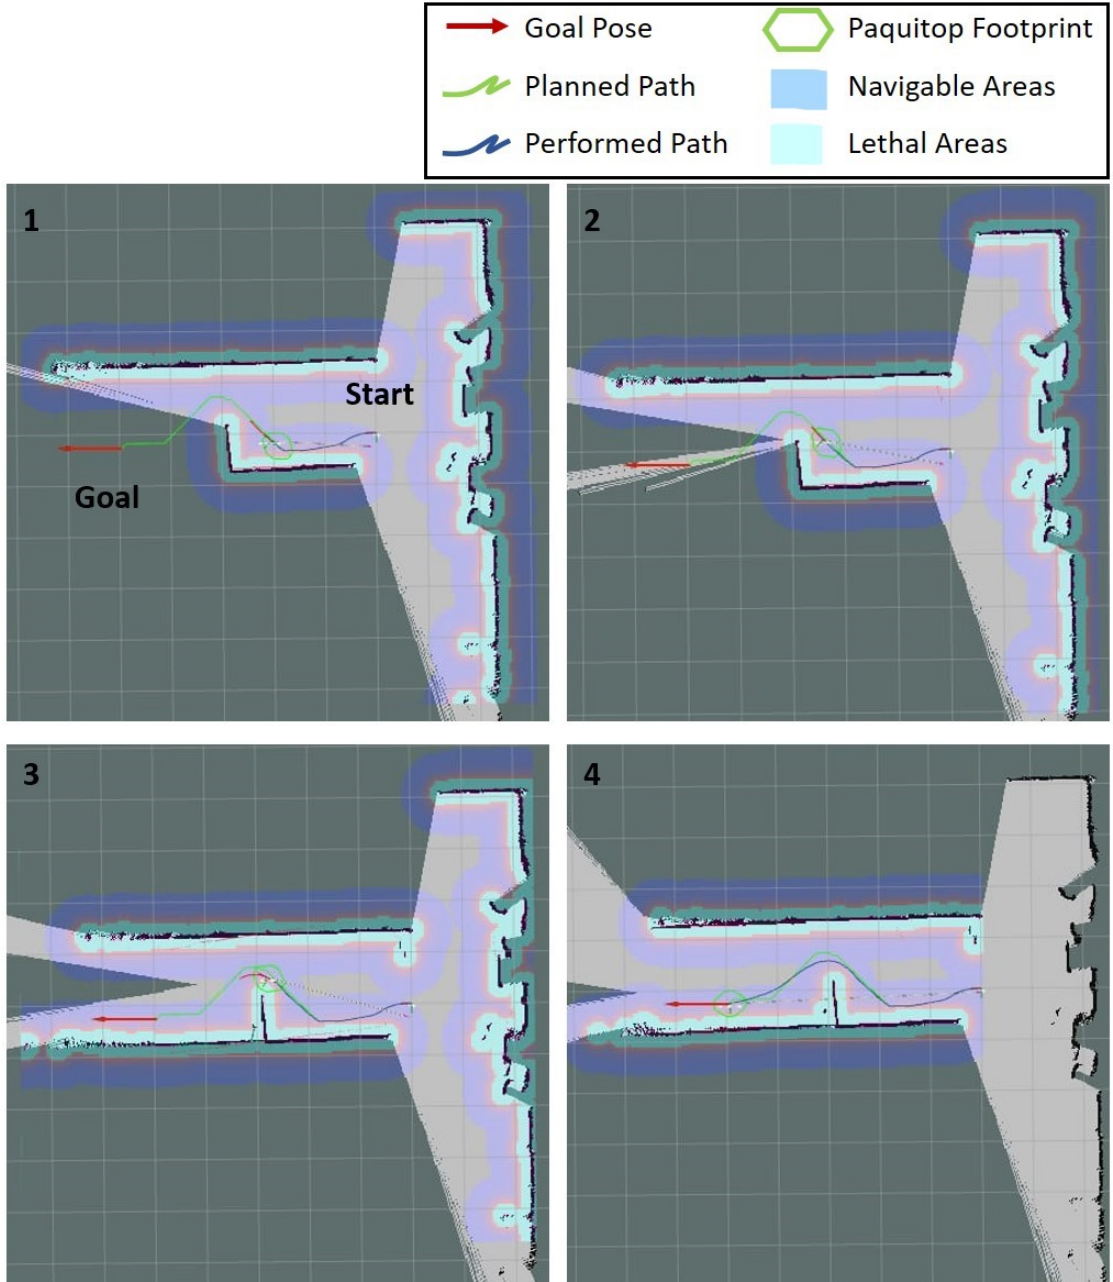 Goal Pose
Paquitop Footprint
Planned Path
Navigable Areas
Performed Path
Lethal Areas
1
2
Start
Goal
3
4